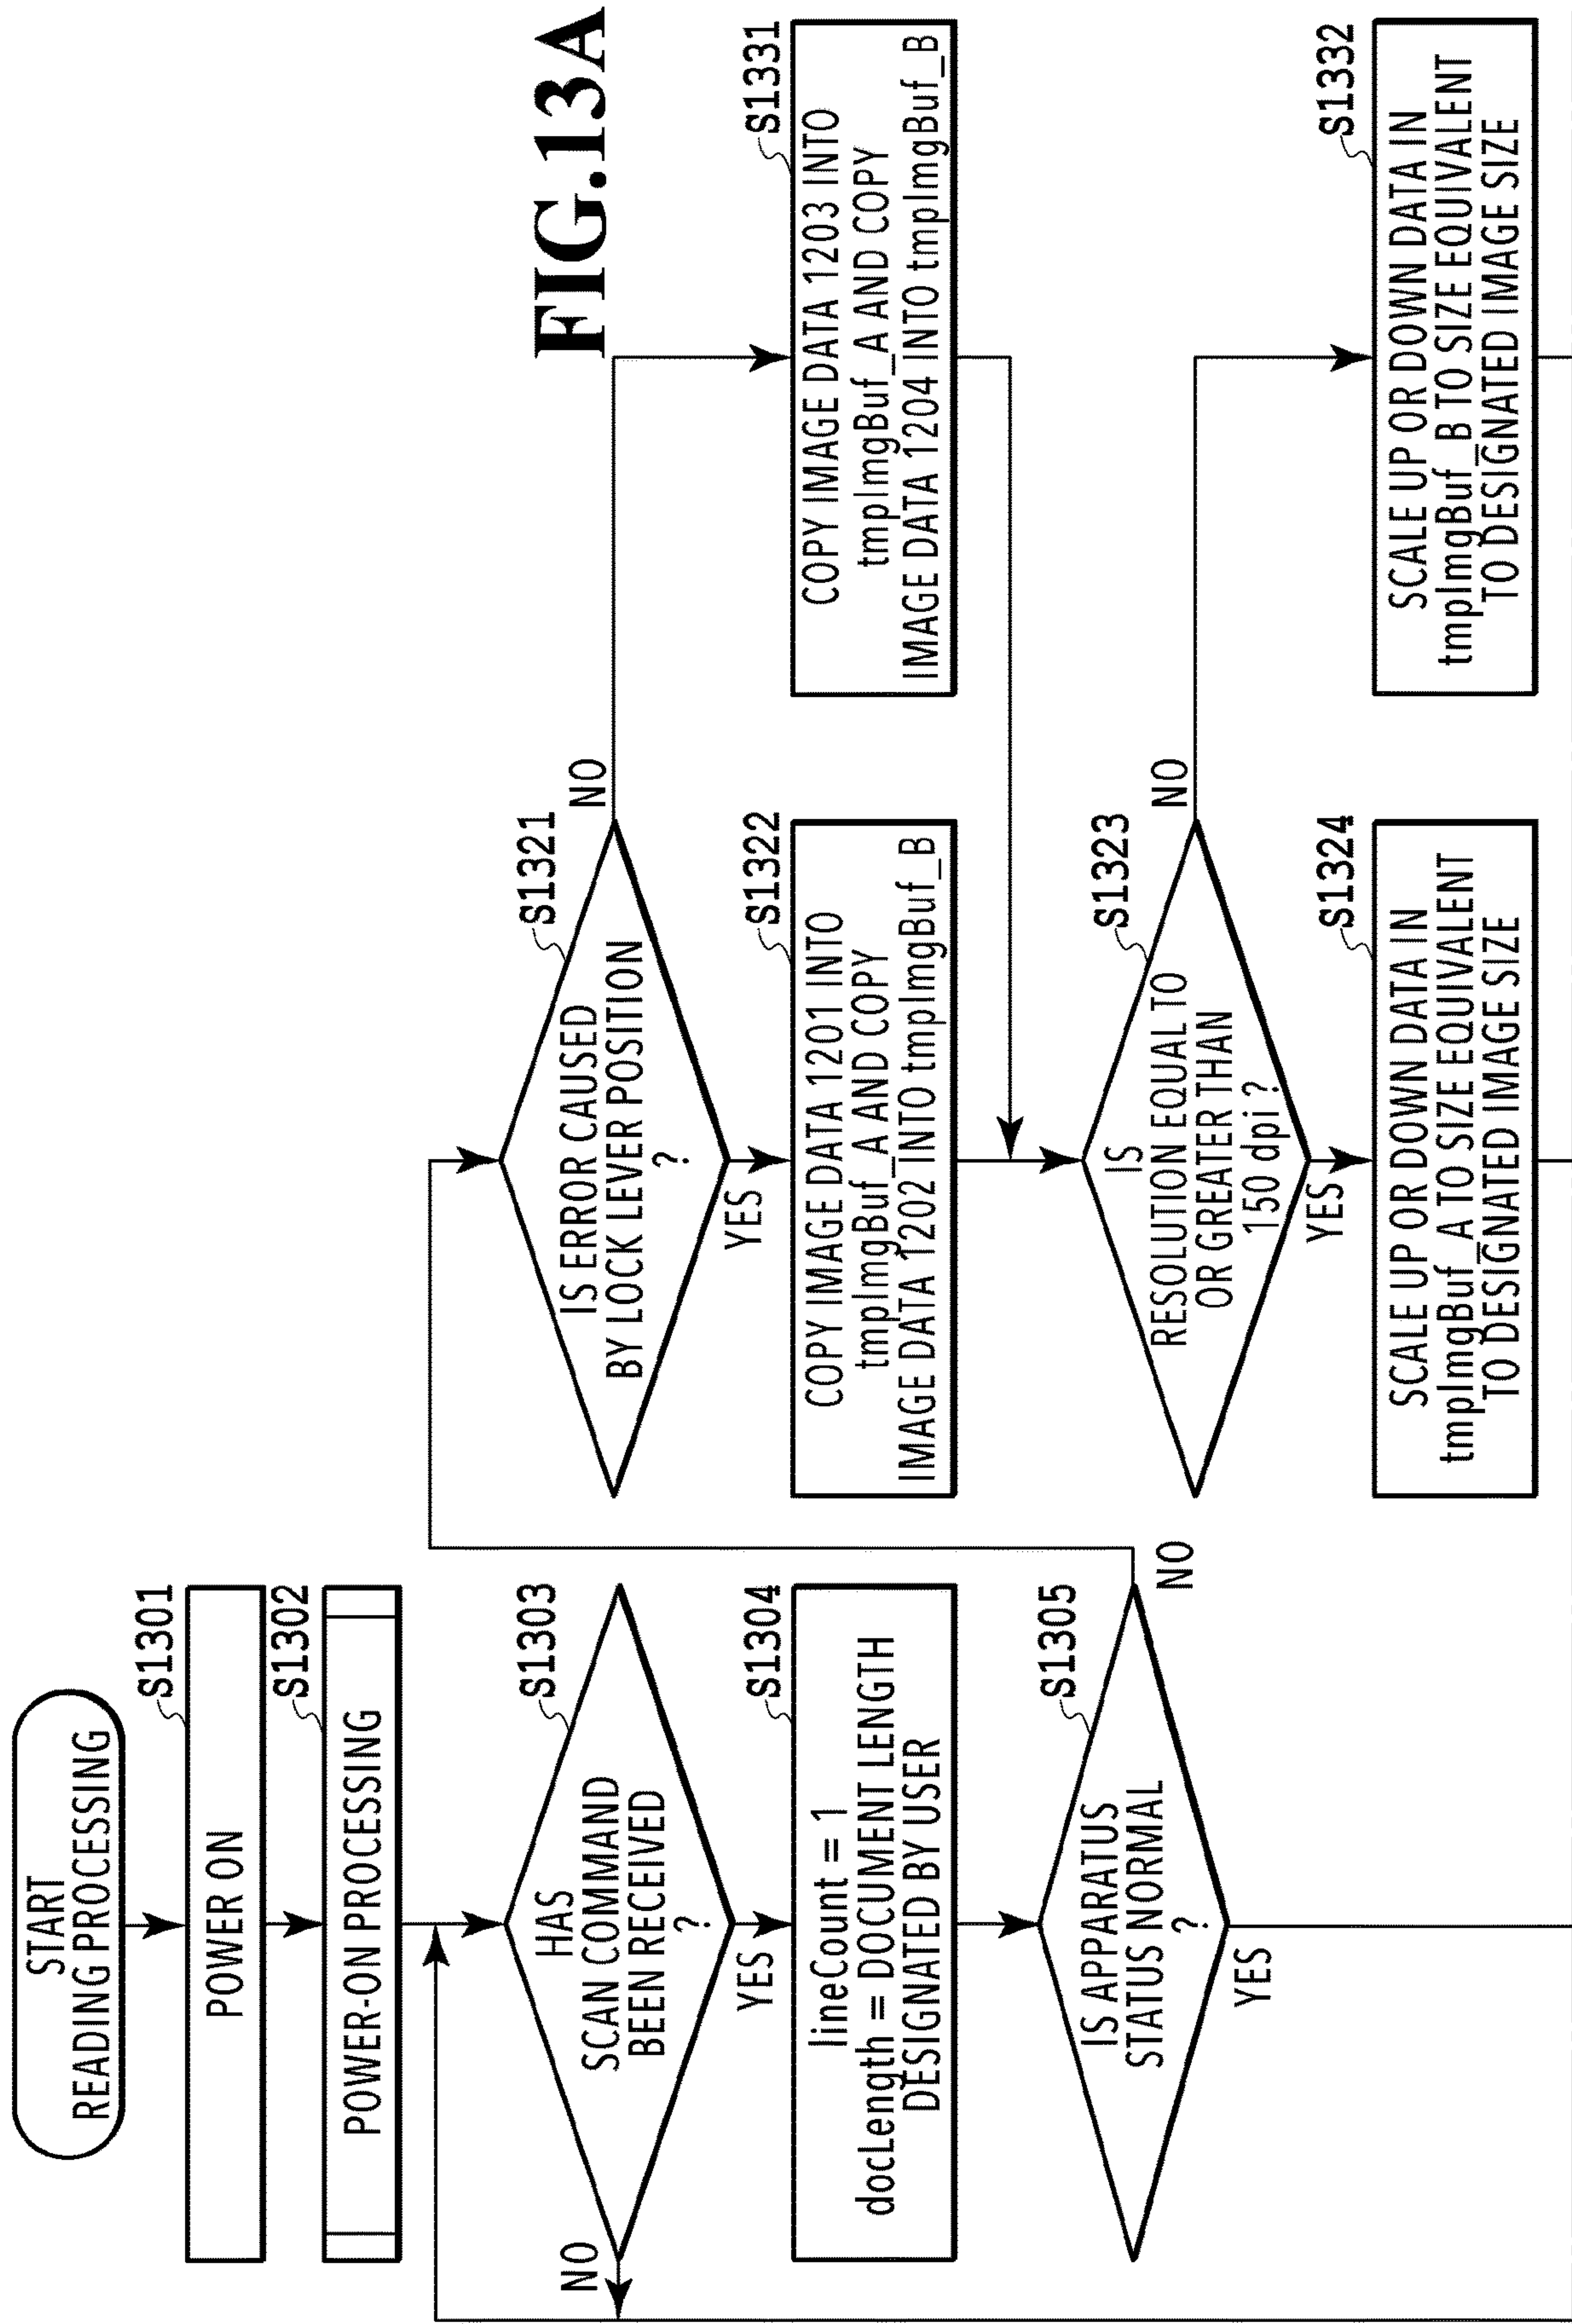 FIG.13A
START
READING PROCESSING
S1301
POWER ON
S1302
POWER-ON PROCESSING
S1303
HAS
SCAN COMMAND
BEEN RECEIVED
?
NO
YES
S1304
lineCount = 1
docLength = DOCUMENT LENGTH
DESIGNATED BY USER
S1305
IS APPARATUS
STATUS NORMAL
?
NO
YES
S1321
IS ERROR CAUSED
BY LOCK LEVER POSITION
?
NO
YES
S1322
COPY IMAGE DATA 1201 INTO
tmpImgBuf_A AND COPY
IMAGE DATA 1202 INTO tmpImgBuf_B
S1331
COPY IMAGE DATA 1203 INTO
tmpImgBuf_A AND COPY
IMAGE DATA 1204 INTO tmpImgBuf_B
S1323
IS
RESOLUTION EQUAL TO
OR GREATER THAN
150 dpi ?
NO
YES
S1324
SCALE UP OR DOWN DATA IN
tmpImgBuf_A TO SIZE EQUIVALENT
TO DESIGNATED IMAGE SIZE
S1332
SCALE UP OR DOWN DATA IN
tmpImgBuf_B TO SIZE EQUIVALENT
TO DESIGNATED IMAGE SIZE